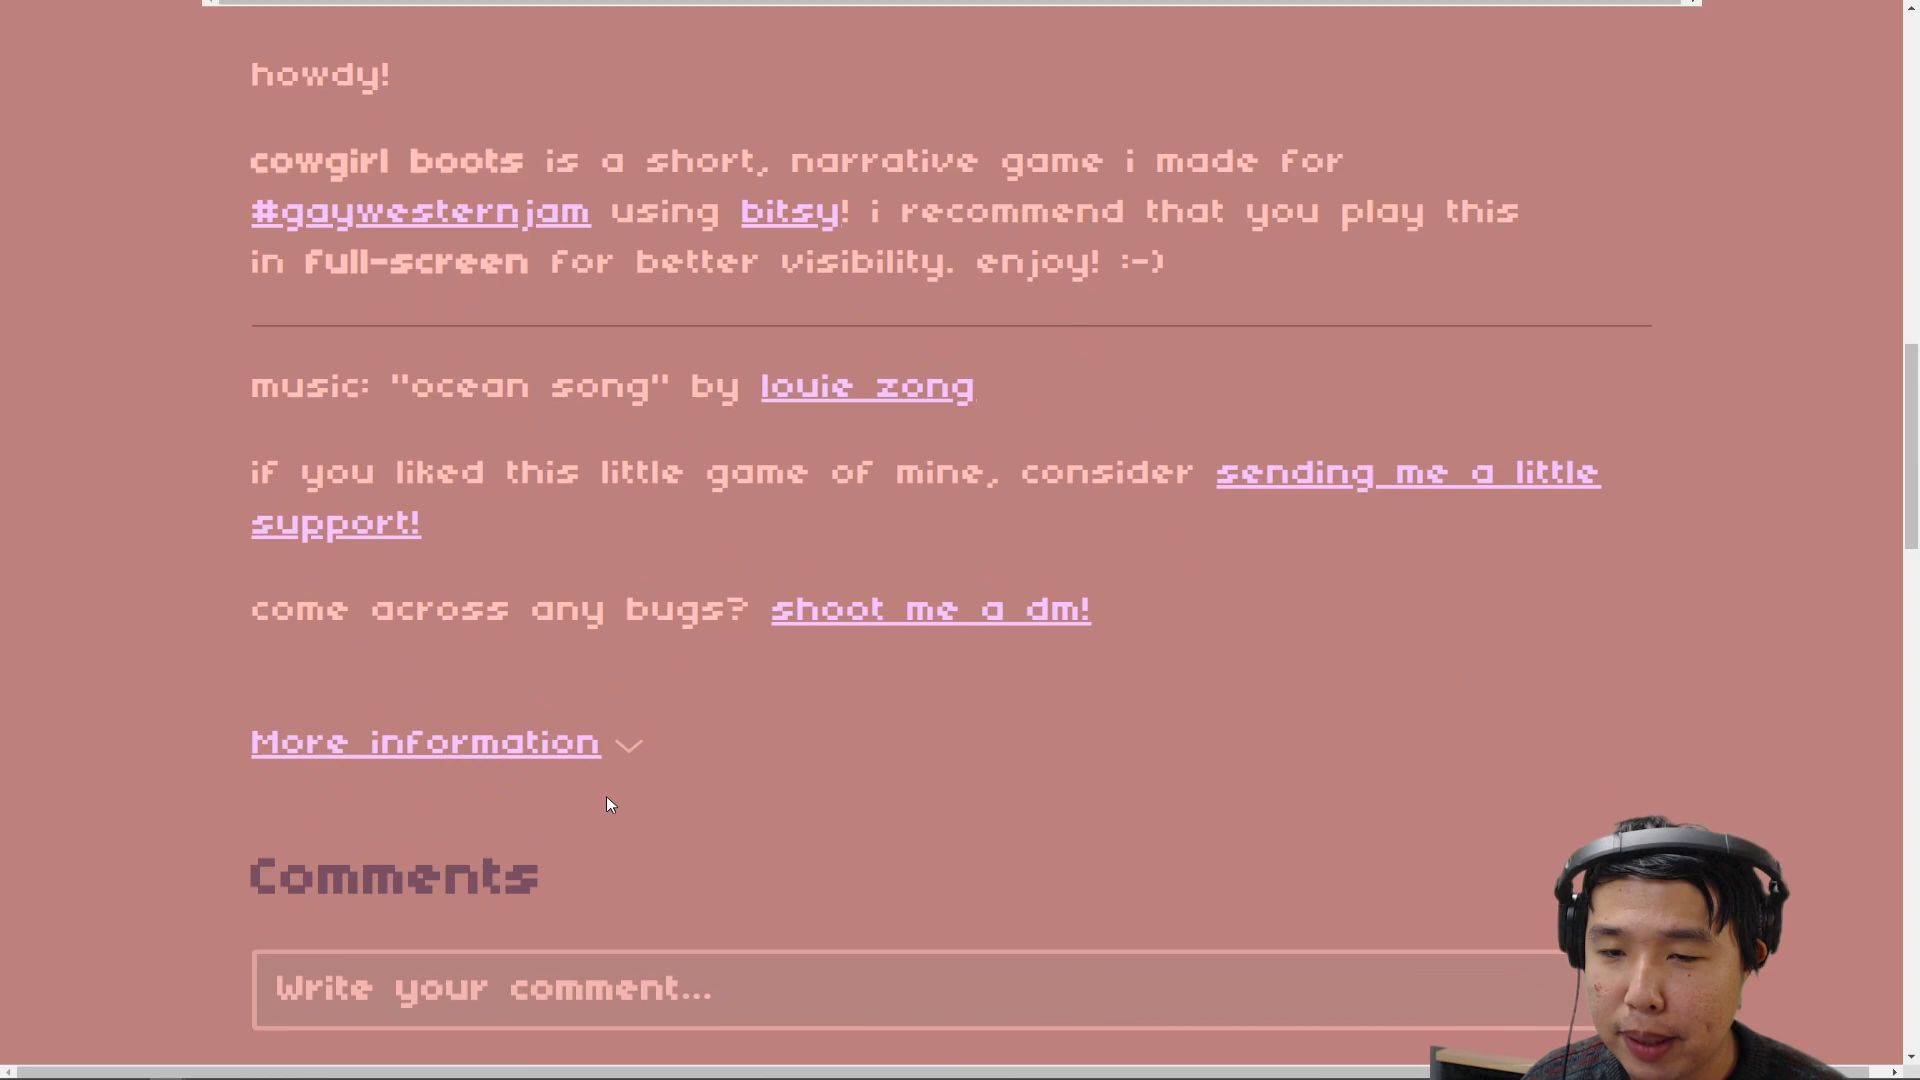 howdy!
cowgirl boots is a short, narrative game i made for
#gaywesternjam using bitsy! i recommend that you play this
in full-screen for better visibility. enjoy! :-)
music: "ocean song" by louie zong
if you liked this little game of mine, consider sending me a little
support!
come across any bugs? shoot me a dm!
More information
Comments
Write your comment...